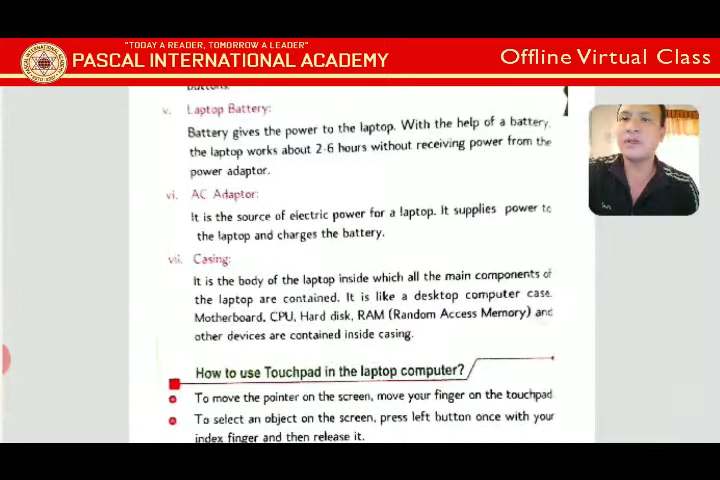 "TODAY A READER, TOMORROW A LEADER"
PASCAL INTERNATIONAL ACADEMY
Offline Virtual Class
buttons.
v. Laptop Battery:
Battery gives the power to the laptop. With the help of a battery,
the laptop works about 2-6 hours without receiving power from the
power adaptor.
vi. AC Adaptor:
It is the source of electric power for a laptop. It supplies power to
the laptop and charges the battery.
vii. Casing:
It is the body of the laptop inside which all the main components of
the laptop are contained. It is like a desktop computer case.
Motherboard, CPU, Hard disk, RAM (Random Access Memory) and
other devices are contained inside casing.
How to use Touchpad in the laptop computer?
To move the pointer on the screen, move your finger on the touchpad
To select an object on the screen, press left button once with your
index finger and then release it.